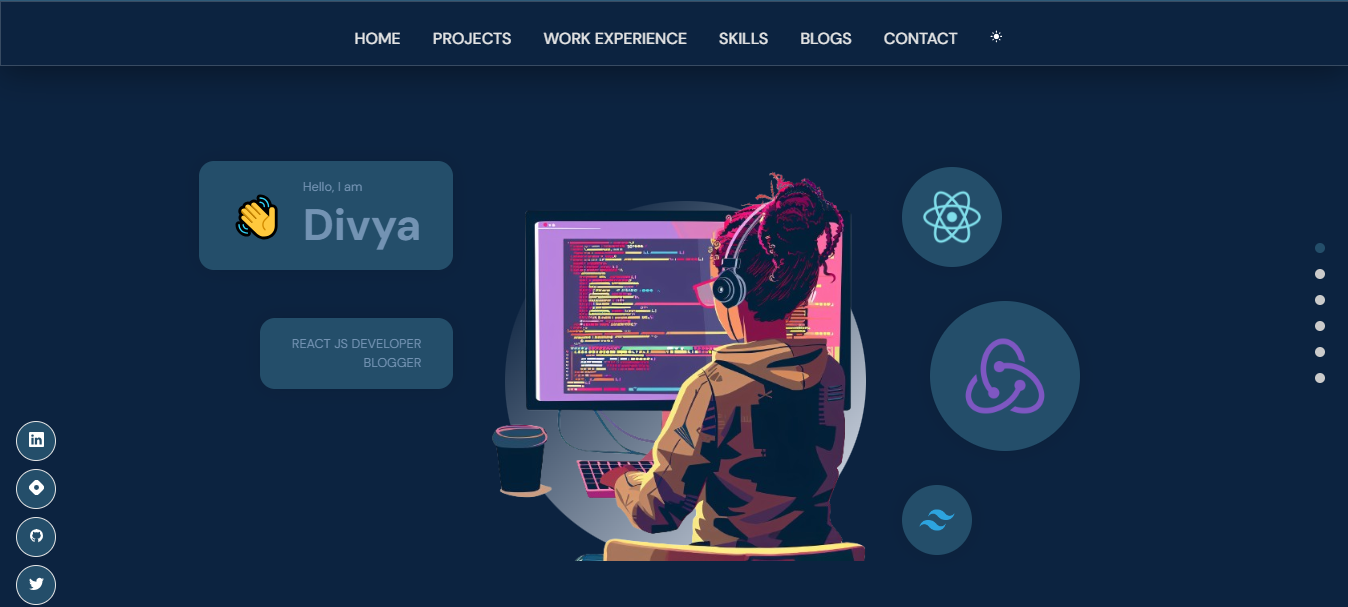 HOME PROJECTS WORK EXPERIENCE SKILLS BLOGS CONTACT
Hello, I am
Divya
REACT JS DEVELOPER
BLOGGER